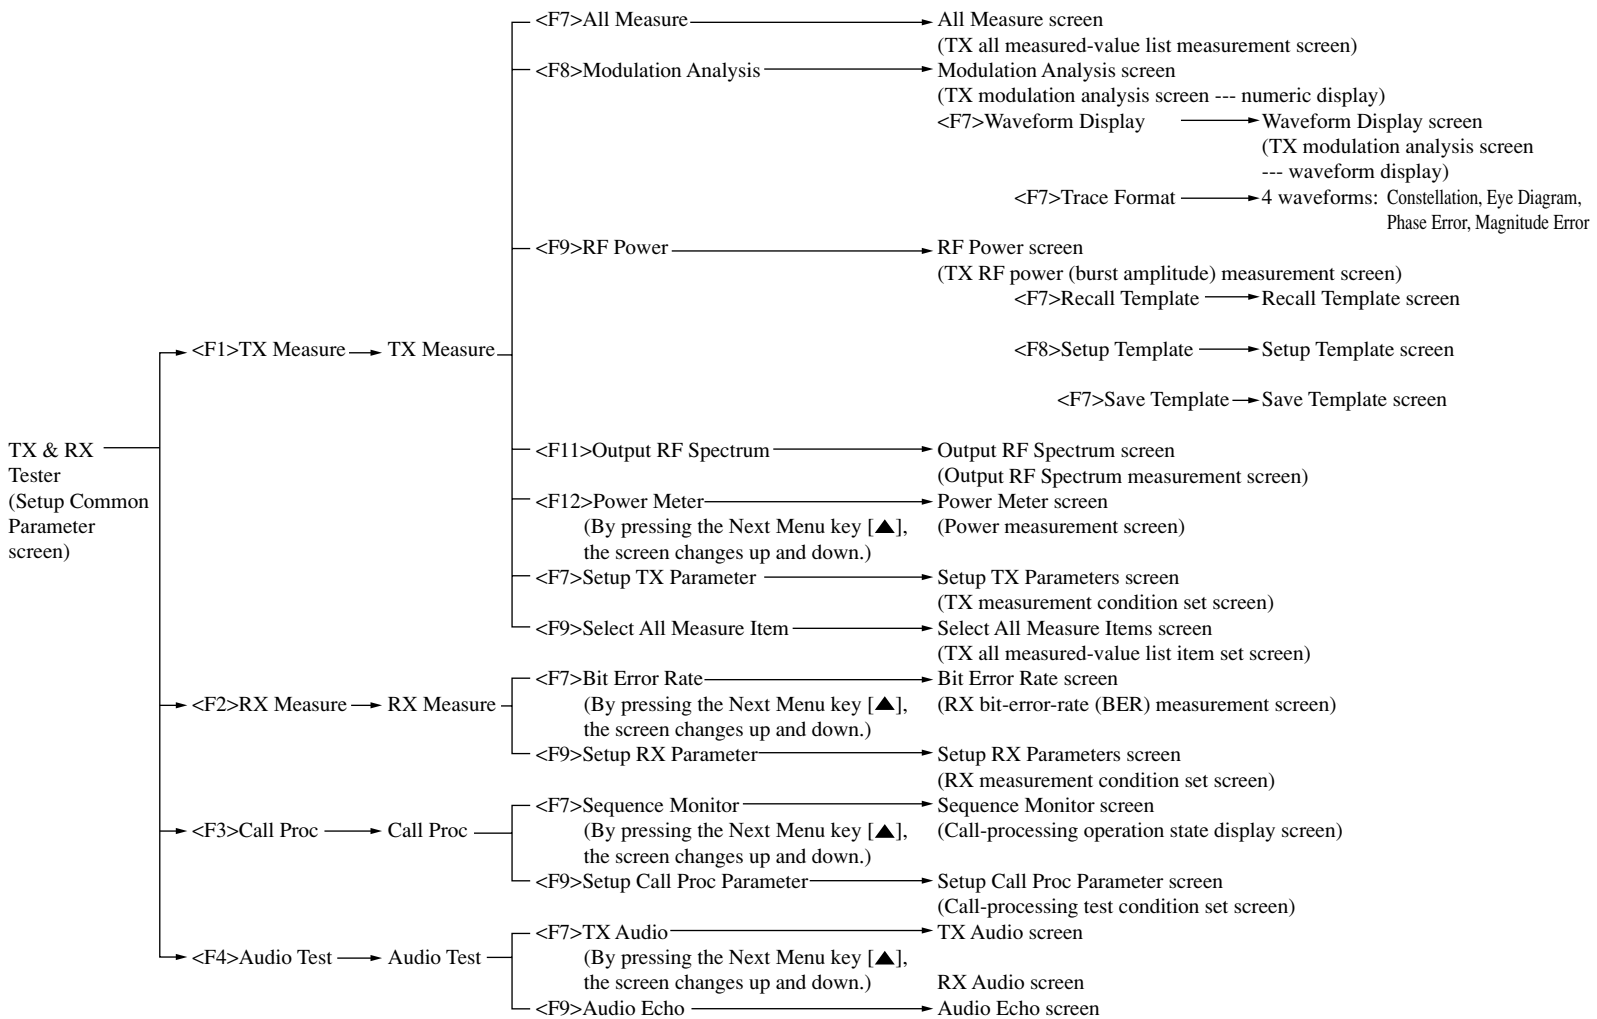 <F7>All Measure All Measure screen
(TX all measured-value list measurement screen)
<F8>Modulation Analysis Modulation Analysis screen
(TX modulation analysis screen --- numeric display)
<F7>Waveform Display Waveform Display screen
(TX modulation analysis screen
--- waveform display)
<F7>Trace Format 4 waveforms: Constellation, Eye Diagram,
Phase Error, Magnitude Error
<F9>RF Power RF Power screen
(TX RF power (burst amplitude) measurement screen)
<F7>Recall Template Recall Template screen
<F1>TX Measure TX Measure <F8>Setup Template Setup Template screen
<F7>Save Template Save Template screen
TX & RX <F11>Output RF Spectrum Output RF Spectrum screen
Tester (Output RF Spectrum measurement screen)
(Setup Common <F12>Power Meter Power Meter screen
Parameter (By pressing the Next Menu key [▲], (Power measurement screen)
screen) the screen changes up and down.)
<F7>Setup TX Parameter Setup TX Parameters screen
(TX measurement condition set screen)
<F9>Select All Measure Item Select All Measure Items screen
(TX all measured-value list item set screen)
<F7>Bit Error Rate Bit Error Rate screen
<F2>RX Measure RX Measure (By pressing the Next Menu key [▲], (RX bit-error-rate (BER) measurement screen)
the screen changes up and down.)
<F9>Setup RX Parameter Setup RX Parameters screen
(RX measurement condition set screen)
<F7>Sequence Monitor Sequence Monitor screen
<F3>Call Proc Call Proc (By pressing the Next Menu key [▲], (Call-processing operation state display screen)
the screen changes up and down.)
<F9>Setup Call Proc Parameter Setup Call Proc Parameter screen
(Call-processing test condition set screen)
<F7>TX Audio TX Audio screen
<F4>Audio Test Audio Test (By pressing the Next Menu key [▲],
the screen changes up and down.) RX Audio screen
<F9>Audio Echo Audio Echo screen